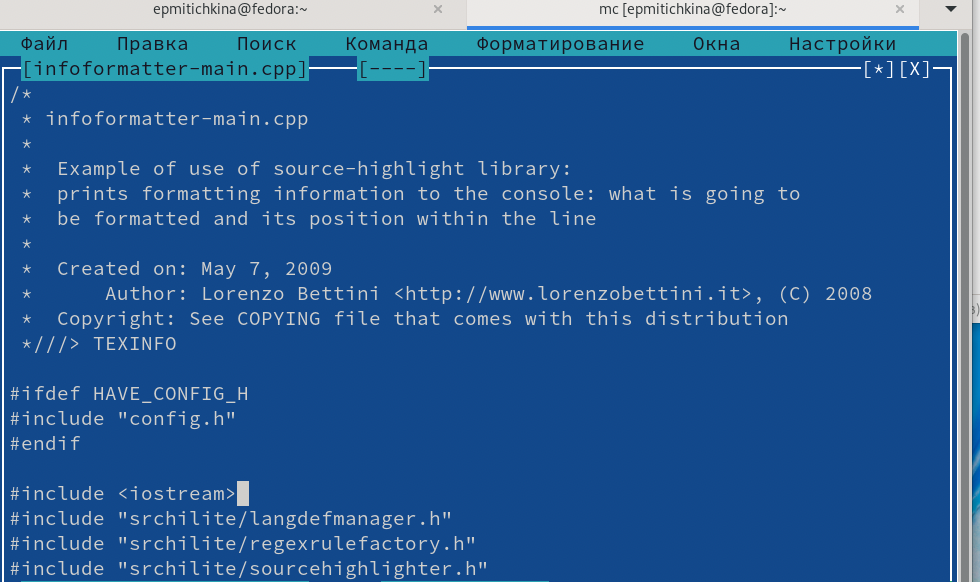 epmitichkina@fedora:~ × mc [epmitichkina@fedora]:~ ×
Файл Правка Поиск Команда Форматирование Окна Настройки
[infoformatter-main.cpp] [----] [*][X]
/*
* infoformatter-main.cpp
*
* Example of use of source-highlight library:
* prints formatting information to the console: what is going to
* be formatted and its position within the line
*
* Created on: May 7, 2009
* Author: Lorenzo Bettini <http://www.lorenzobettini.it>, (C) 2008
* Copyright: See COPYING file that comes with this distribution
*///> TEXINFO
#ifdef HAVE_CONFIG_H
#include "config.h"
#endif
#include <iostream>
#include "srchilite/langdefmanager.h"
#include "srchilite/regexrulefactory.h"
#include "srchilite/sourcehighlighter.h"